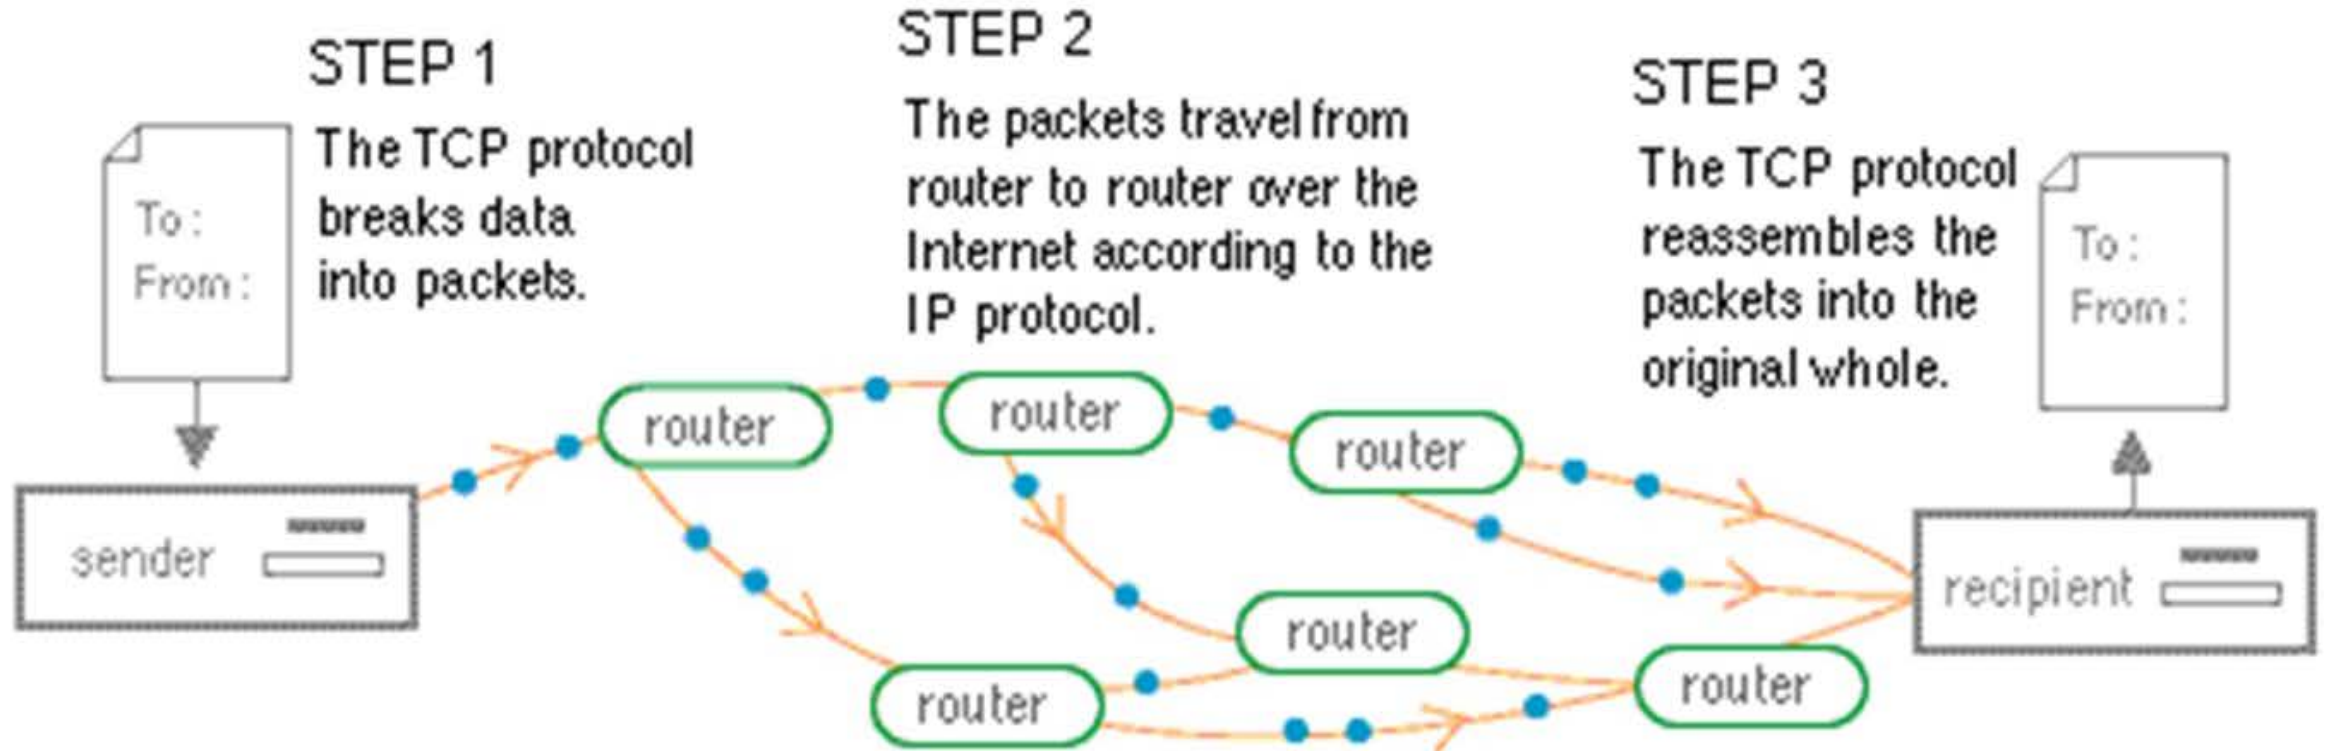 STEP 1
The TCP protocol
breaks data
into packets.
STEP 2
The packets travel from
router to router over the
Internet according to the
IP protocol.
STEP 3
The TCP protocol
reassembles the
packets into the
original whole.
To :
From :
To :
From :
sender
router
router
router
router
router
router
recipient